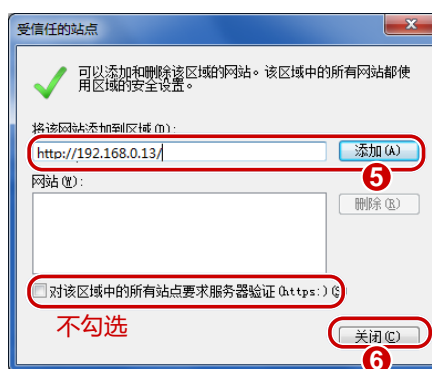 受信任的站点
可以添加和删除该区域的网站。该区域中的所有网站都使
用区域的安全设置。
将该网站添加到区域(D):
http://192.168.0.13/
添加(A)
5
网站(W):
删除(R)
对该区域中的所有站点要求服务器验证(https:)(S)
不勾选
关闭(C)
6